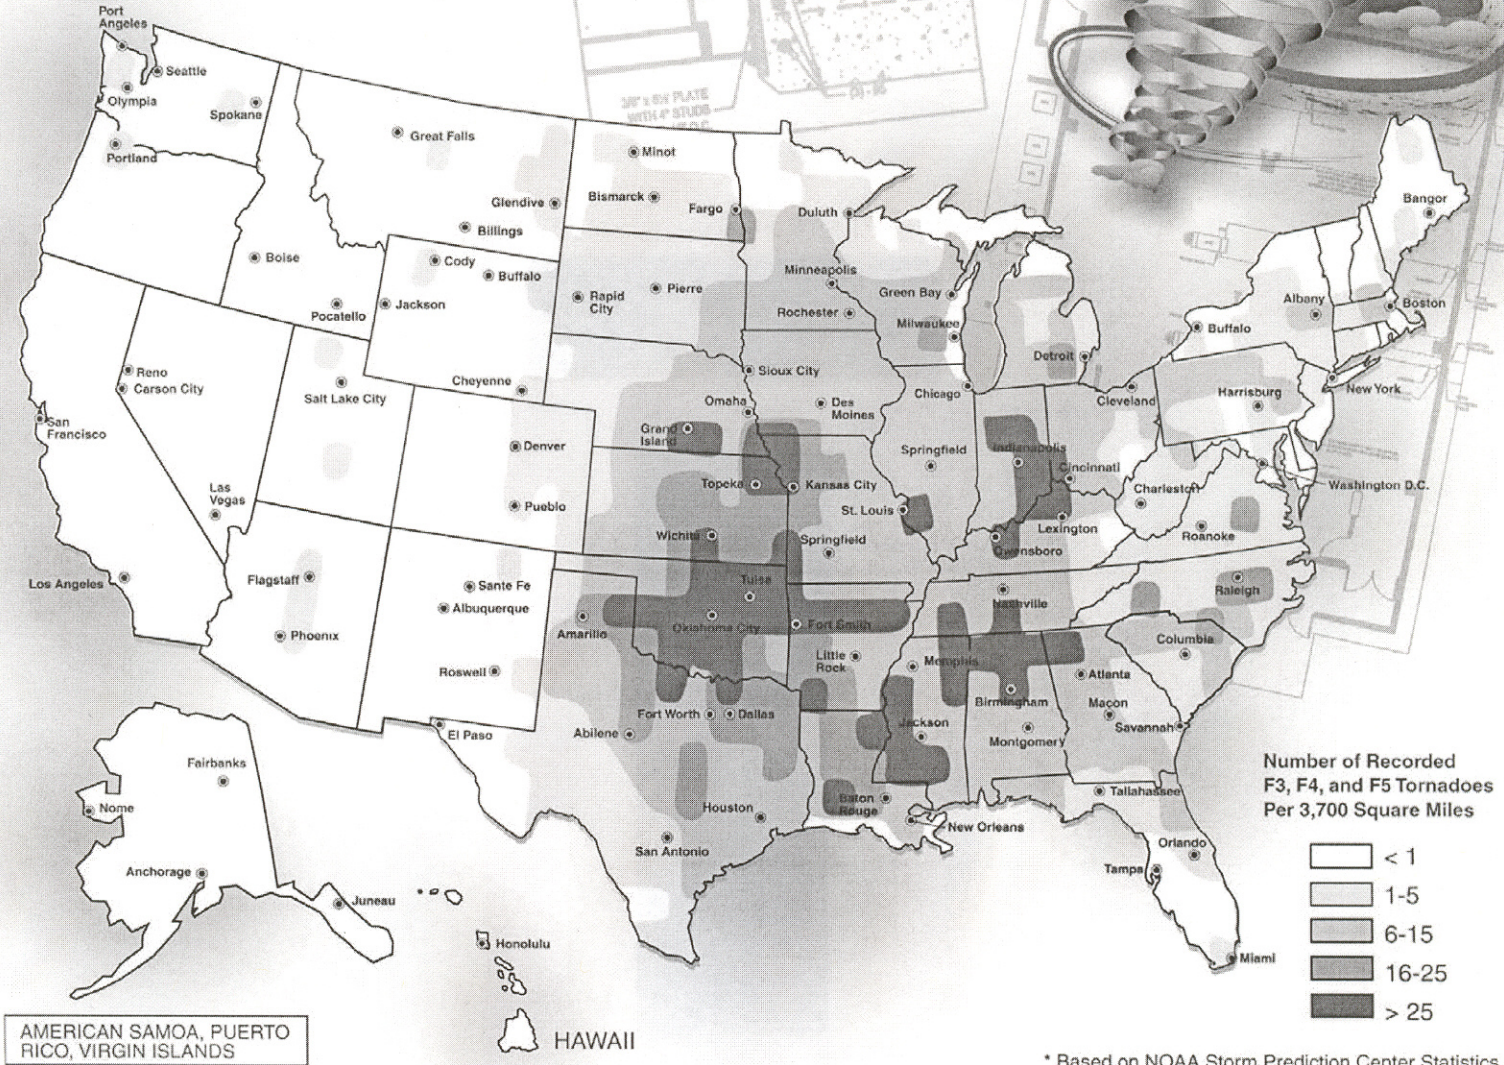 Port
Angeles
Seattle
Olympia
Spokane
Portland
Great Falls
Glendive
Billings
Minot
Bismarck
Fargo
Duluth
Bangor
Boise
Cody
Buffalo
Jackson
Pocatello
Rapid
City
Pierre
Minneapolis
Rochester
Green Bay
Milwaukee
Detroit
Buffalo
Albany
Boston
Reno
Carson City
Salt Lake City
Cheyenne
Sioux City
Omaha
Des
Moines
Chicago
Cleveland
Harrisburg
New York
San
Francisco
Denver
Grand
Island
Springfield
Indianapolis
Cincinnati
Charleston
Washington D.C.
Las
Vegas
Pueblo
Topeka
Kansas City
St. Louis
Lexington
Roanoke
Wichita
Springfield
Owensboro
Los Angeles
Flagstaff
Sante Fe
Albuquerque
Tulsa
Nashville
Raleigh
Phoenix
Amarillo
Oklahoma City
Fort Smith
Columbia
Roswell
Little
Rock
Memphis
Atlanta
Birmingham
Macon
El Paso
Abilene
Fort Worth
Dallas
Jackson
Montgomery
Savannah
Fairbanks
Nome
Houston
Baton
Rouge
New Orleans
Tallahassee
San Antonio
Orlando
Tampa
Anchorage
Juneau
Honolulu
Miami
HAWAII
AMERICAN SAMOA, PUERTO
RICO, VIRGIN ISLANDS
Number of Recorded
F3, F4, and F5 Tornadoes
Per 3,700 Square Miles
< 1
1-5
6-15
16-25
> 25
* Based on NOAA Storm Prediction Center Statistics